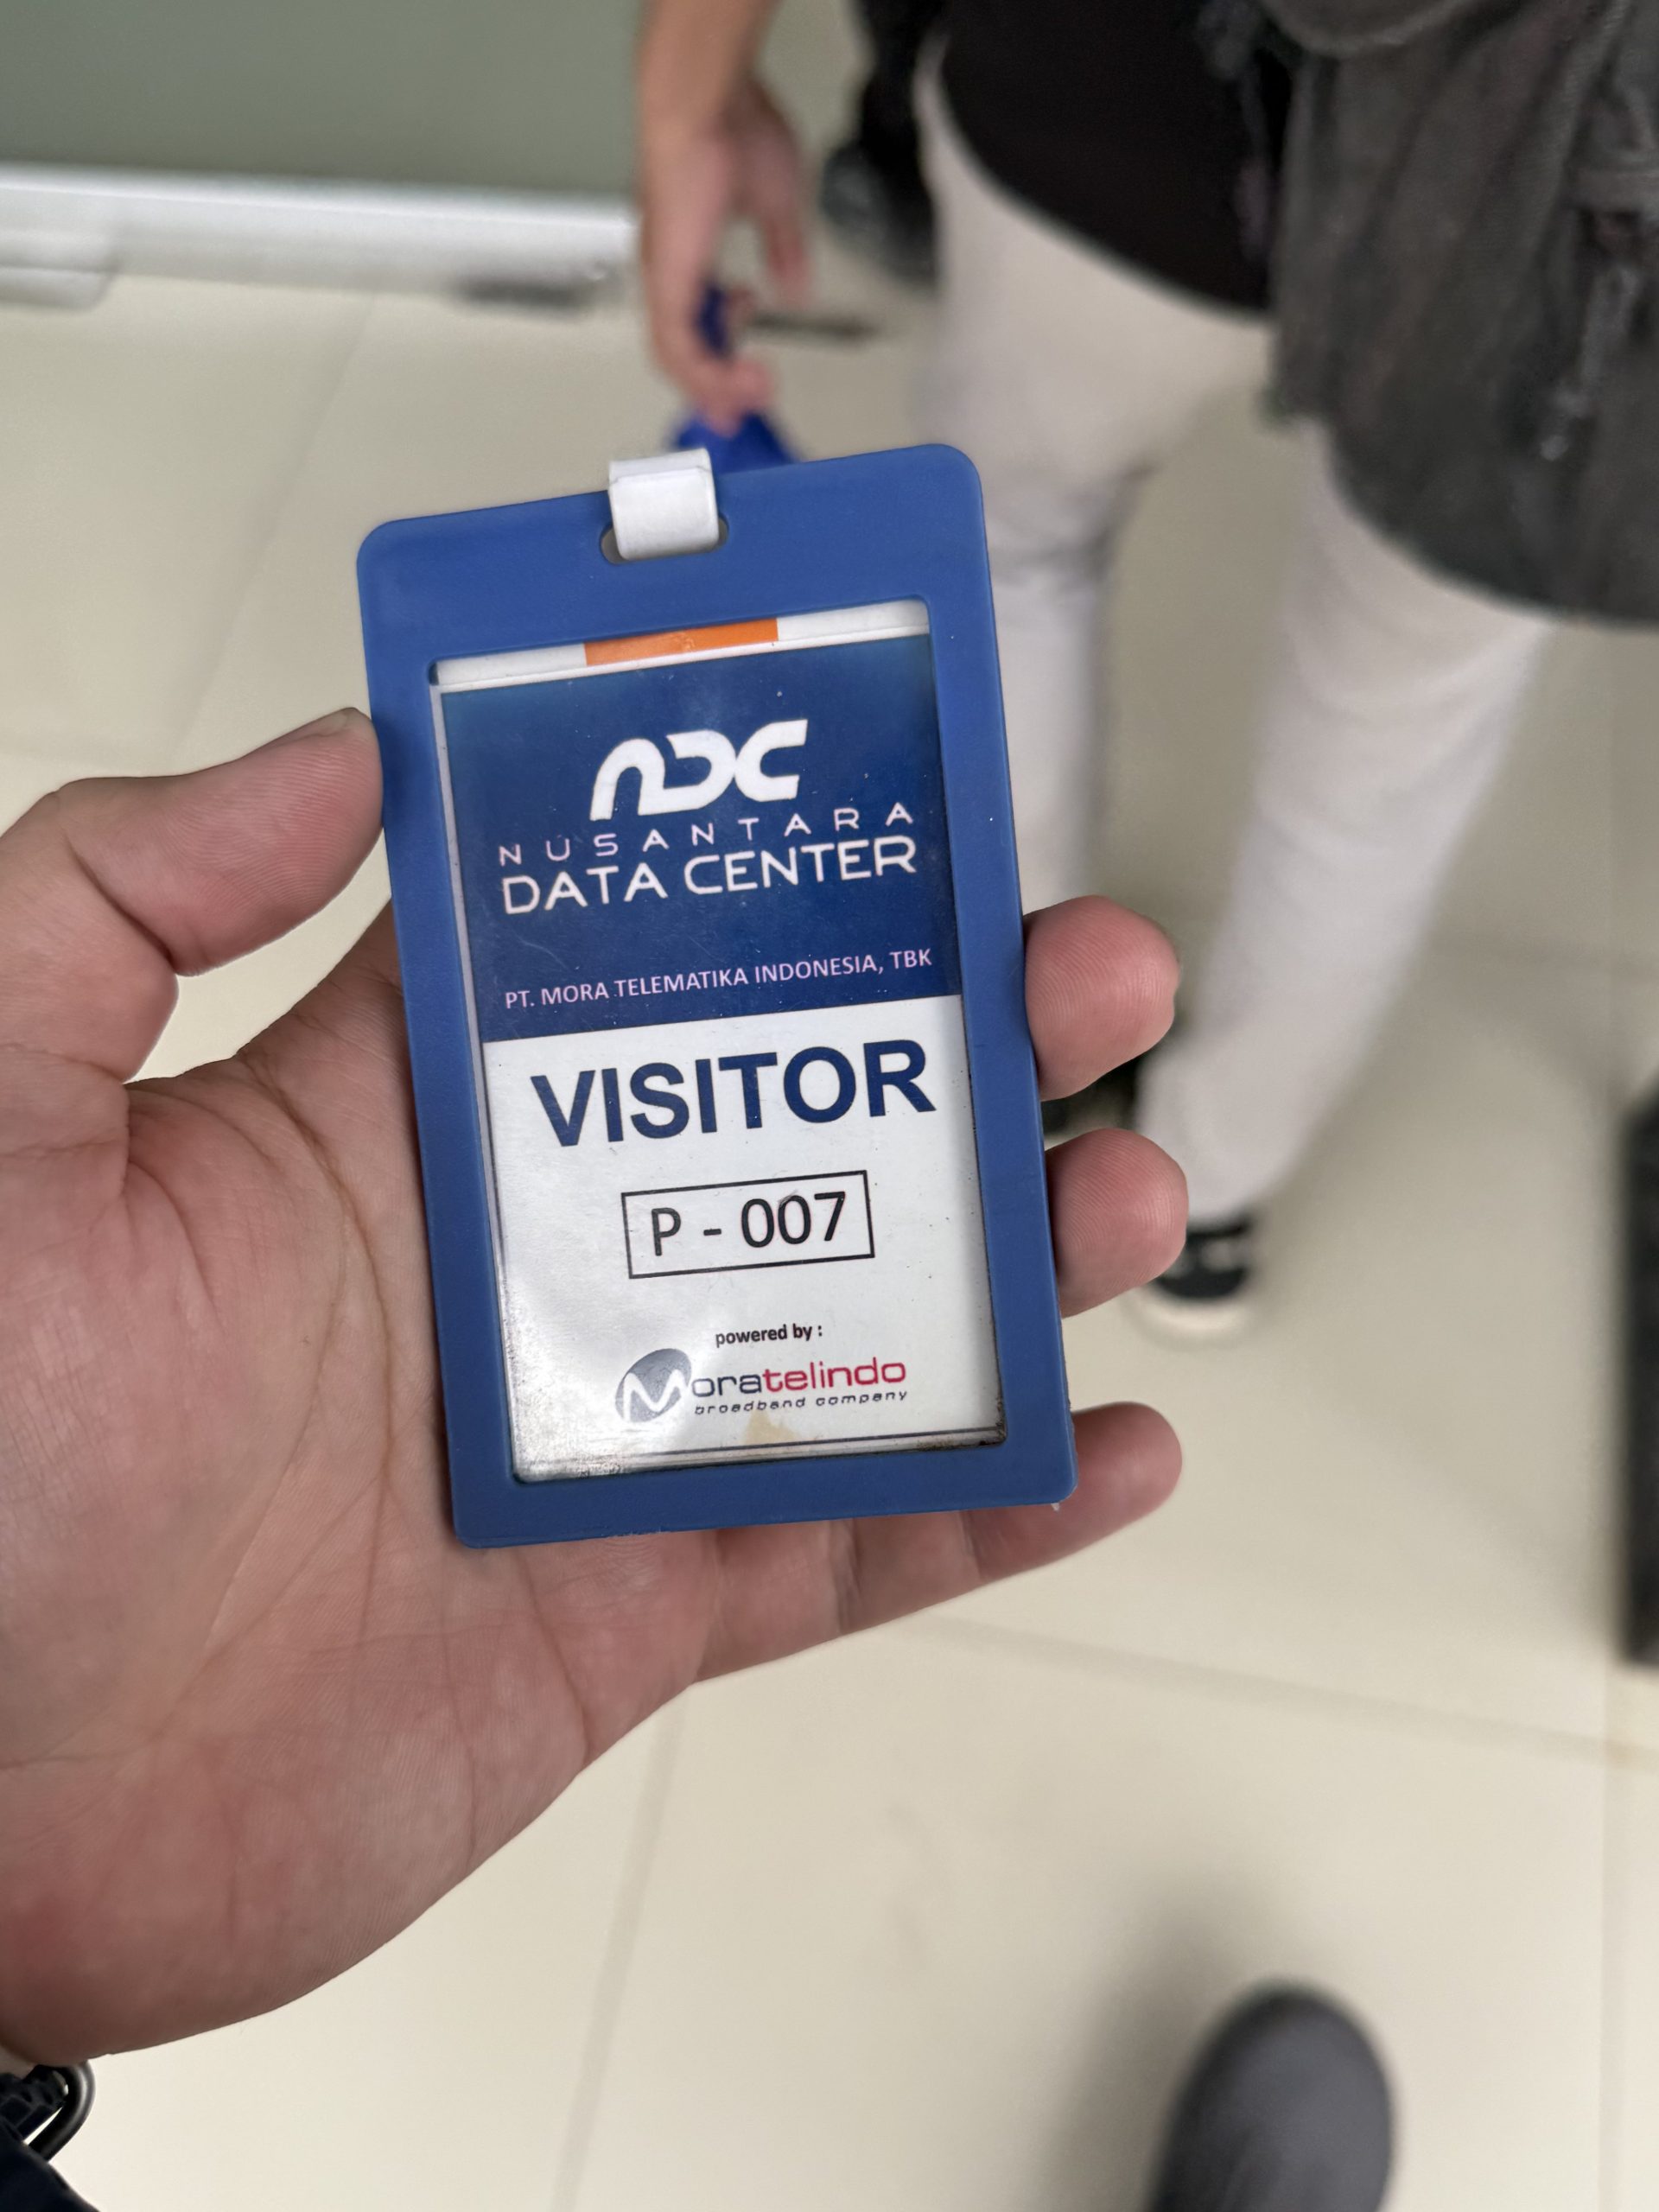 NDC
NUSANTARA
DATA CENTER
PT. MORA TELEMATIKA INDONESIA, TBK
VISITOR
P - 007
powered by :
Moratelindo
broadband company